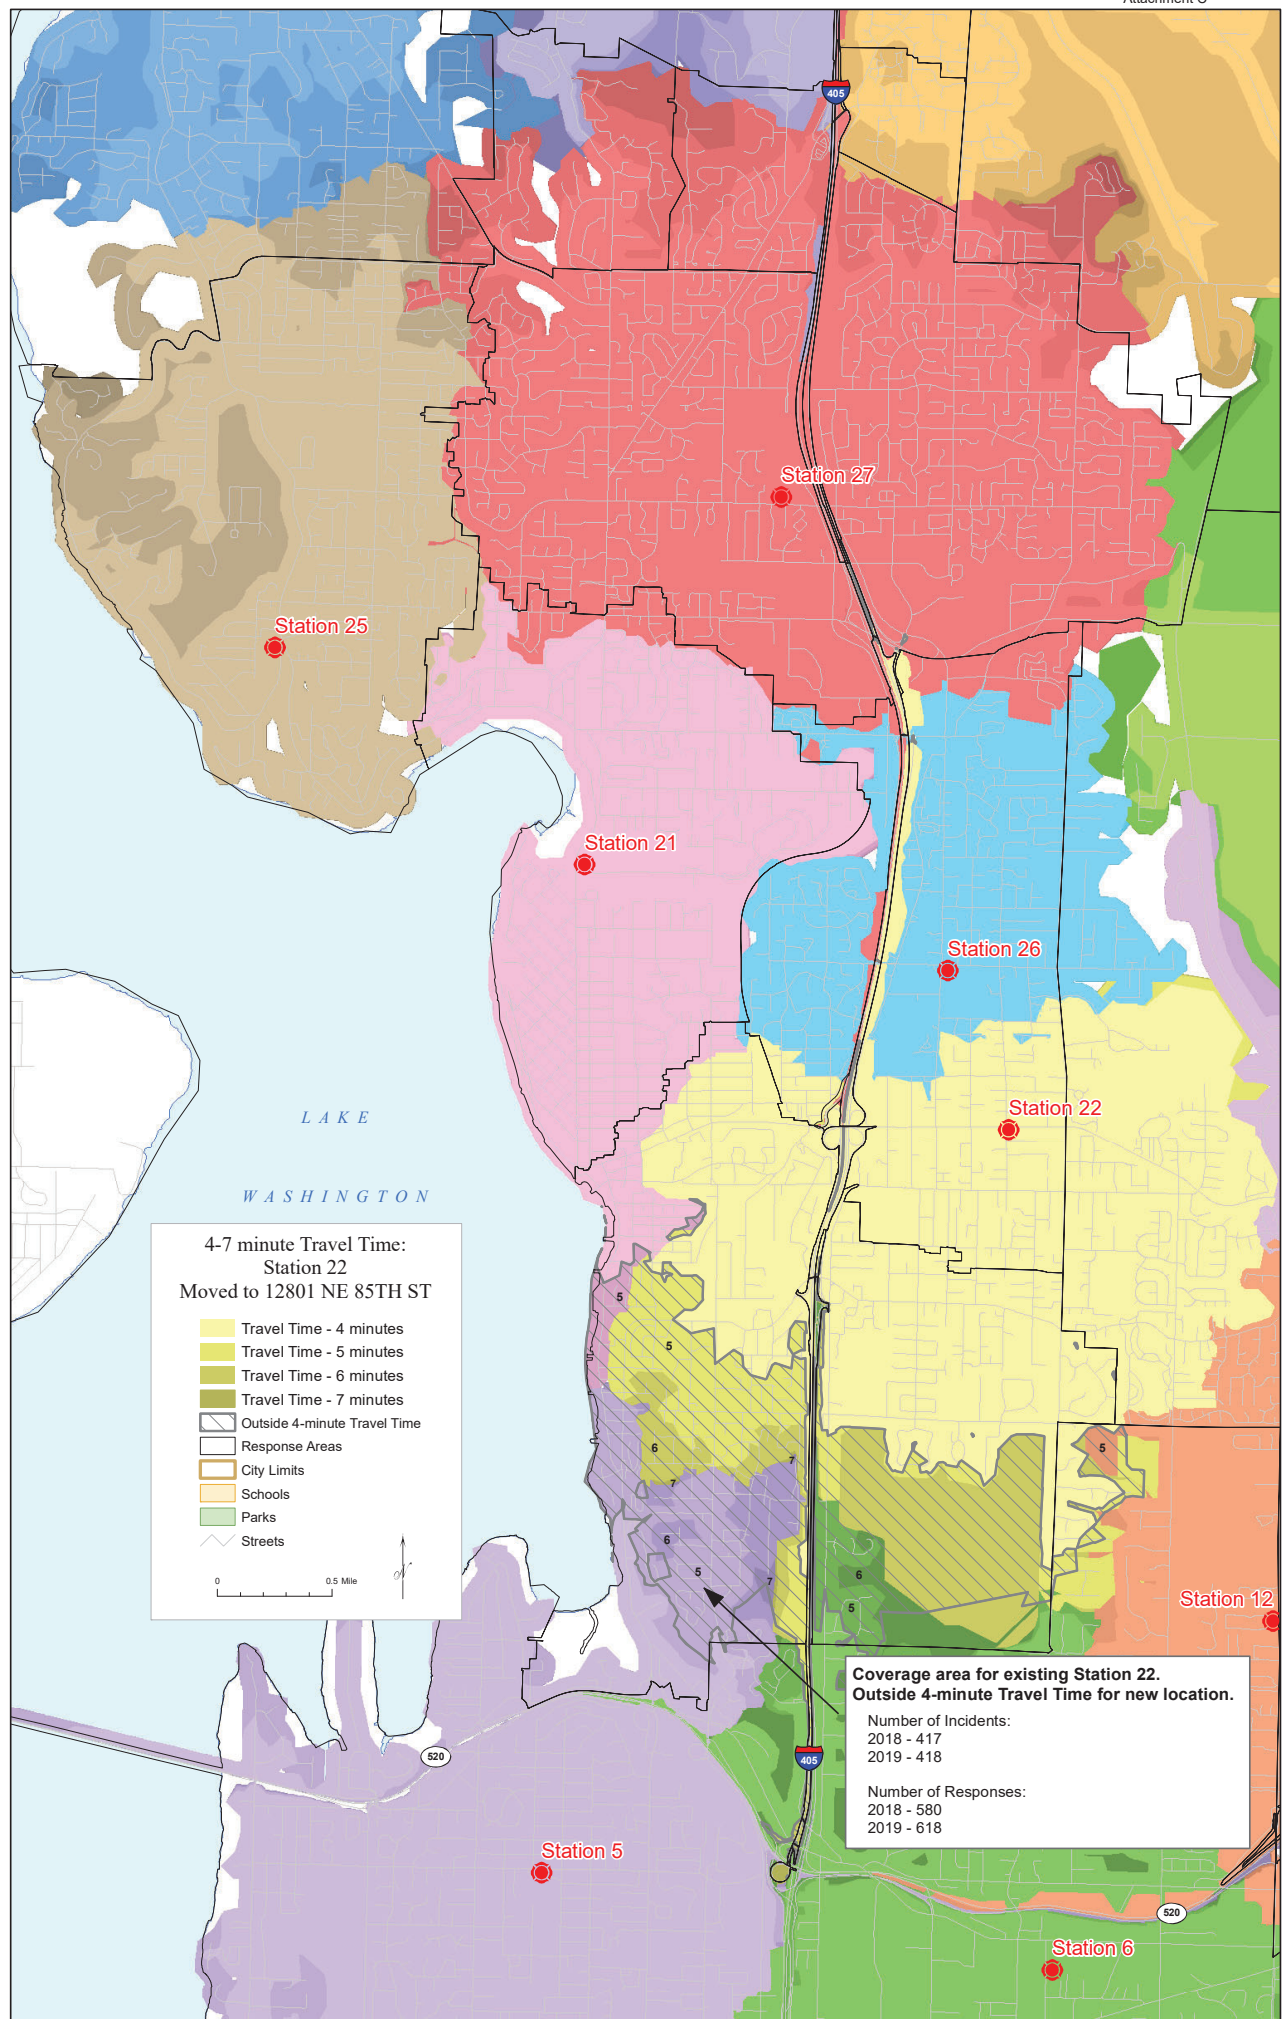 Attachment C
405
Station 27
Station 25
Station 21
Station 26
Station 22
LAKE
WASHINGTON
4-7 minute Travel Time:
Station 22
Moved to 12801 NE 85TH ST
Travel Time - 4 minutes
Travel Time - 5 minutes
Travel Time - 6 minutes
Travel Time - 7 minutes
Outside 4-minute Travel Time
Response Areas
City Limits
Schools
Parks
Streets
0 0.5 Mile
N
5
5
6
7
7
5
6
5
7
6
5
Station 12
Coverage area for existing Station 22.
Outside 4-minute Travel Time for new location.
Number of Incidents:
2018 - 417
2019 - 418
Number of Responses:
2018 - 580
2019 - 618
520
405
Station 5
520
Station 6